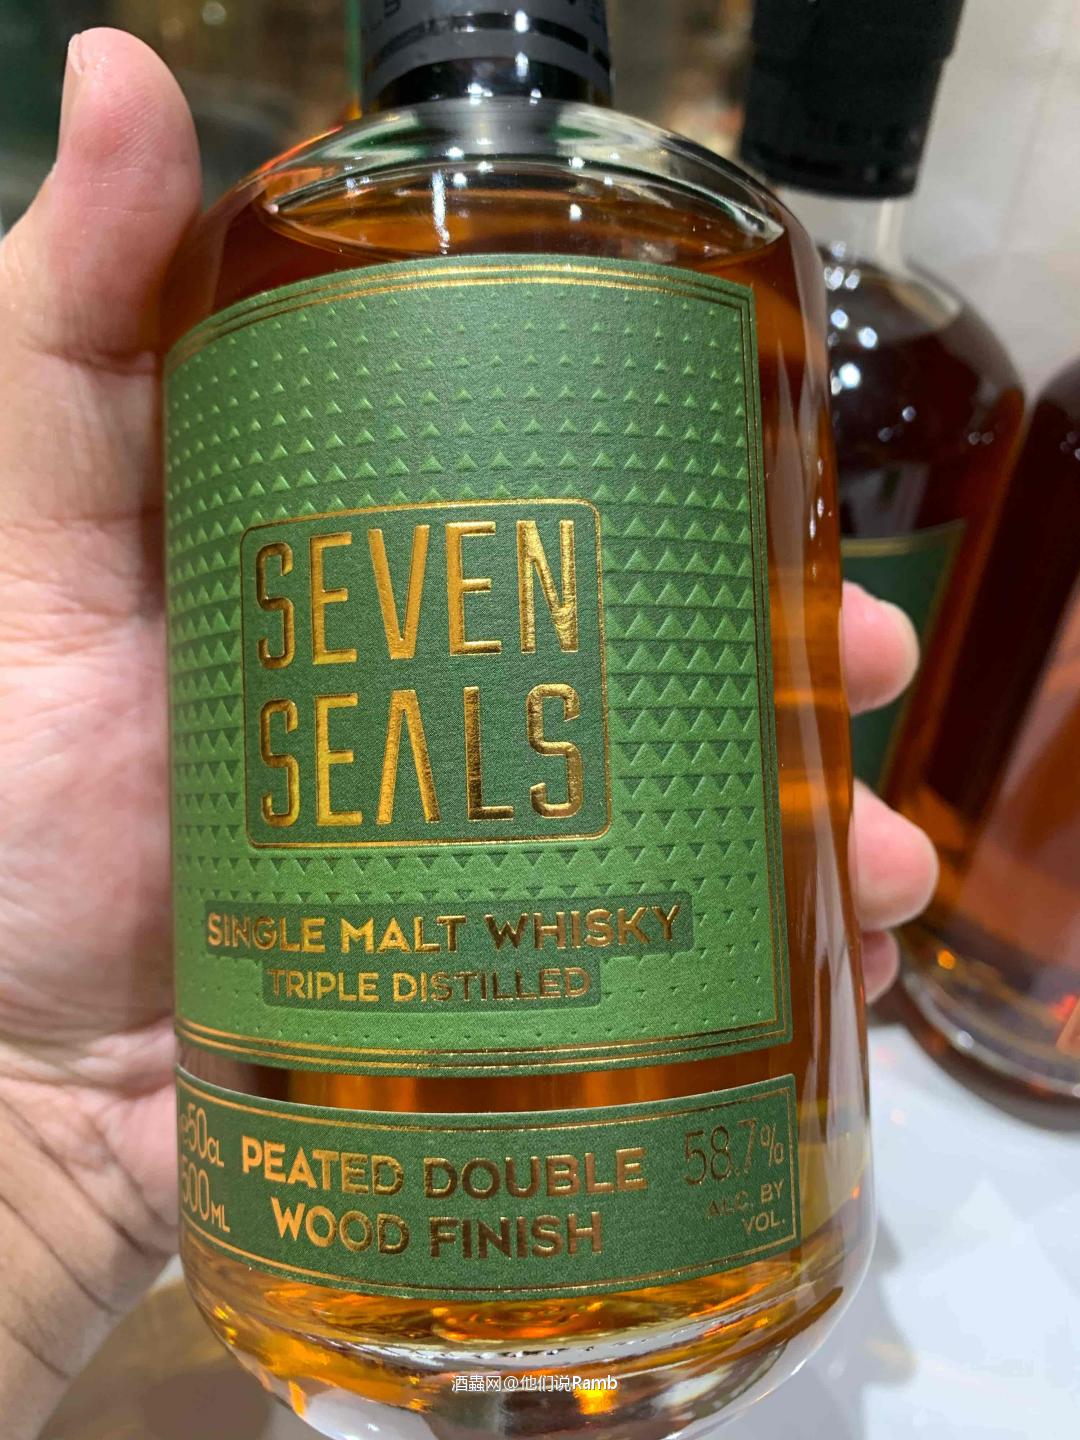 SEVEN
SEALS
SINGLE MALT WHISKY
TRIPLE DISTILLED
℮50CL
500ML
PEATED DOUBLE
WOOD FINISH
58.7%
ALC. BY
VOL.
酒蟲网@他们说Ramb